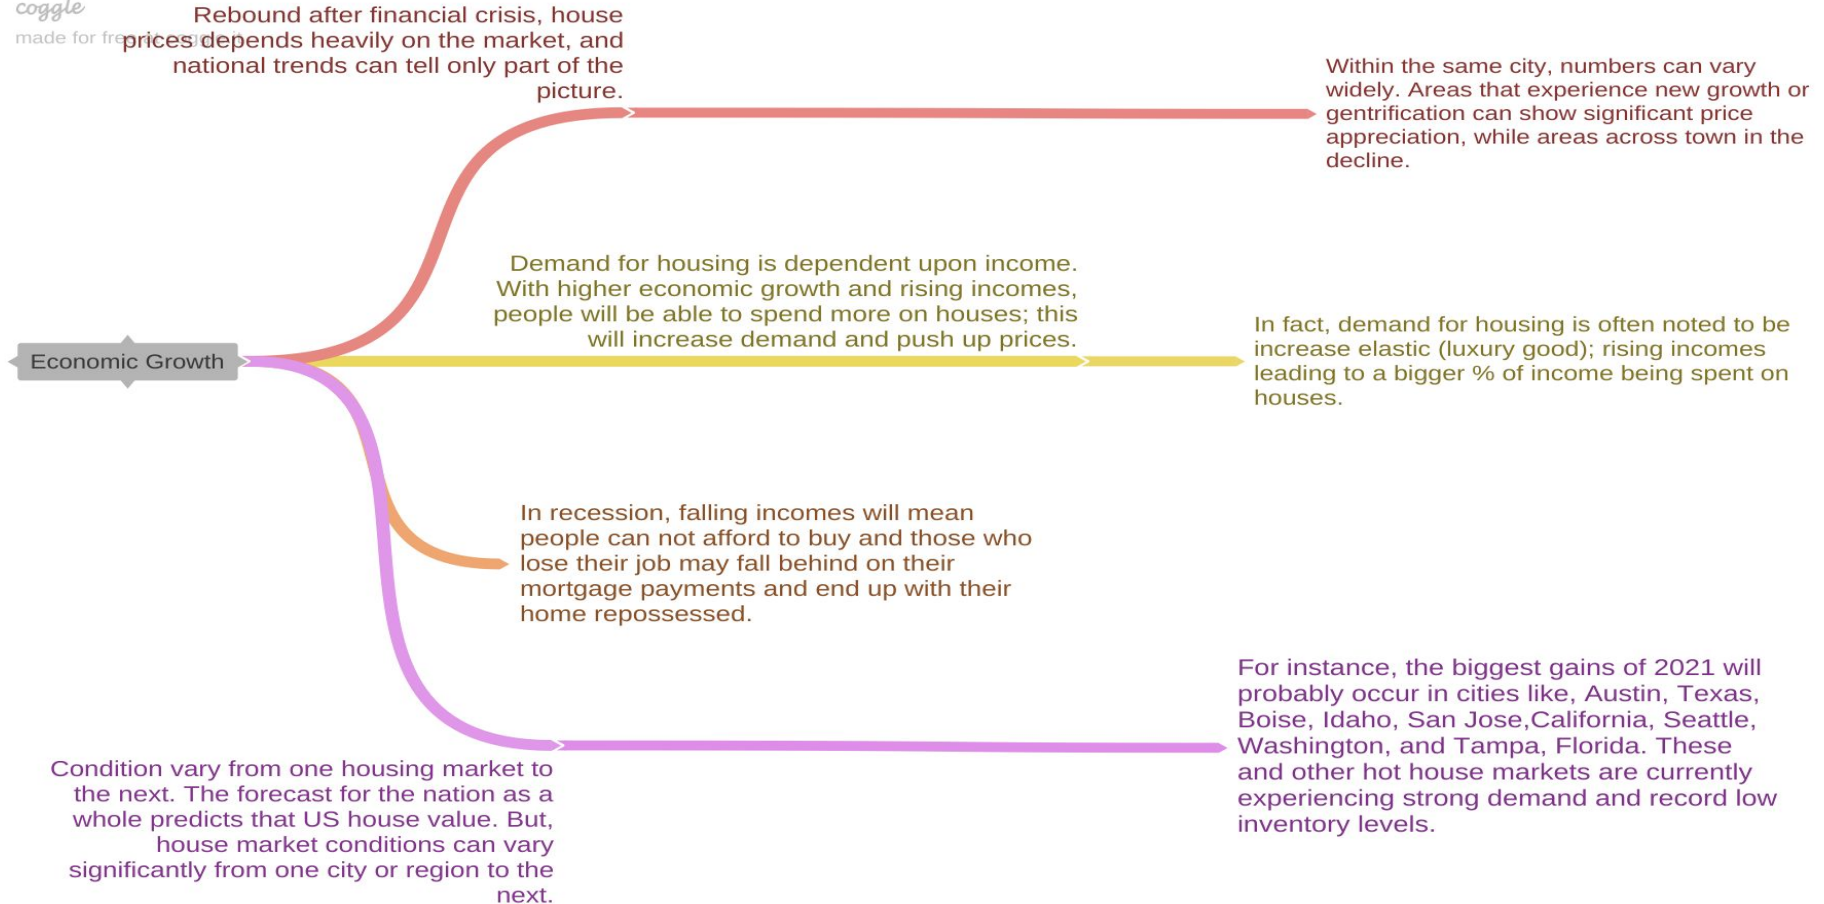 coggle
made for free at coggle.it
Rebound after financial crisis, house
prices depends heavily on the market, and
national trends can tell only part of the
picture.
Within the same city, numbers can vary
widely. Areas that experience new growth or
gentrification can show significant price
appreciation, while areas across town in the
decline.
Demand for housing is dependent upon income.
With higher economic growth and rising incomes,
people will be able to spend more on houses; this
will increase demand and push up prices.
In fact, demand for housing is often noted to be
increase elastic (luxury good); rising incomes
leading to a bigger % of income being spent on
houses.
Economic Growth
In recession, falling incomes will mean
people can not afford to buy and those who
lose their job may fall behind on their
mortgage payments and end up with their
home repossessed.
Condition vary from one housing market to
the next. The forecast for the nation as a
whole predicts that US house value. But,
house market conditions can vary
significantly from one city or region to the
next.
For instance, the biggest gains of 2021 will
probably occur in cities like, Austin, Texas,
Boise, Idaho, San Jose,California, Seattle,
Washington, and Tampa, Florida. These
and other hot house markets are currently
experiencing strong demand and record low
inventory levels.